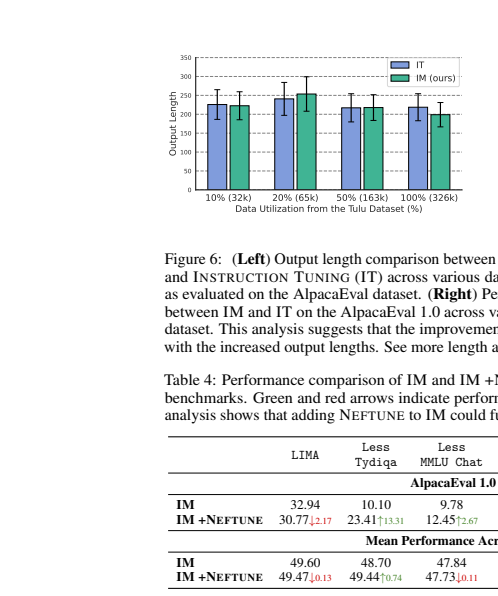 350
300
250
200
150
100
50
0
Output Length
IT
IM (ours)
10% (32k) 20% (65k) 50% (163k) 100% (326k)
Data Utilization from the Tulu Dataset (%)
Figure 6: (Left) Output length comparison between
and INSTRUCTION TUNING (IT) across various da
as evaluated on the AlpacaEval dataset. (Right) Pe
between IM and IT on the AlpacaEval 1.0 across va
dataset. This analysis suggests that the improvemen
with the increased output lengths. See more length a
Table 4: Performance comparison of IM and IM +N
benchmarks. Green and red arrows indicate perform
analysis shows that adding NEFTUNE to IM could fu
LIMA Less Less
Tydiqa MMLU Chat
AlpacaEval 1.0
IM 32.94 10.10 9.78
IM +NEFTUNE 30.77↓2.17 23.41↑13.31 12.45↑2.67
Mean Performance Acr
IM 49.60 48.70 47.84
IM +NEFTUNE 49.47↓0.13 49.44↑0.74 47.73↓0.11